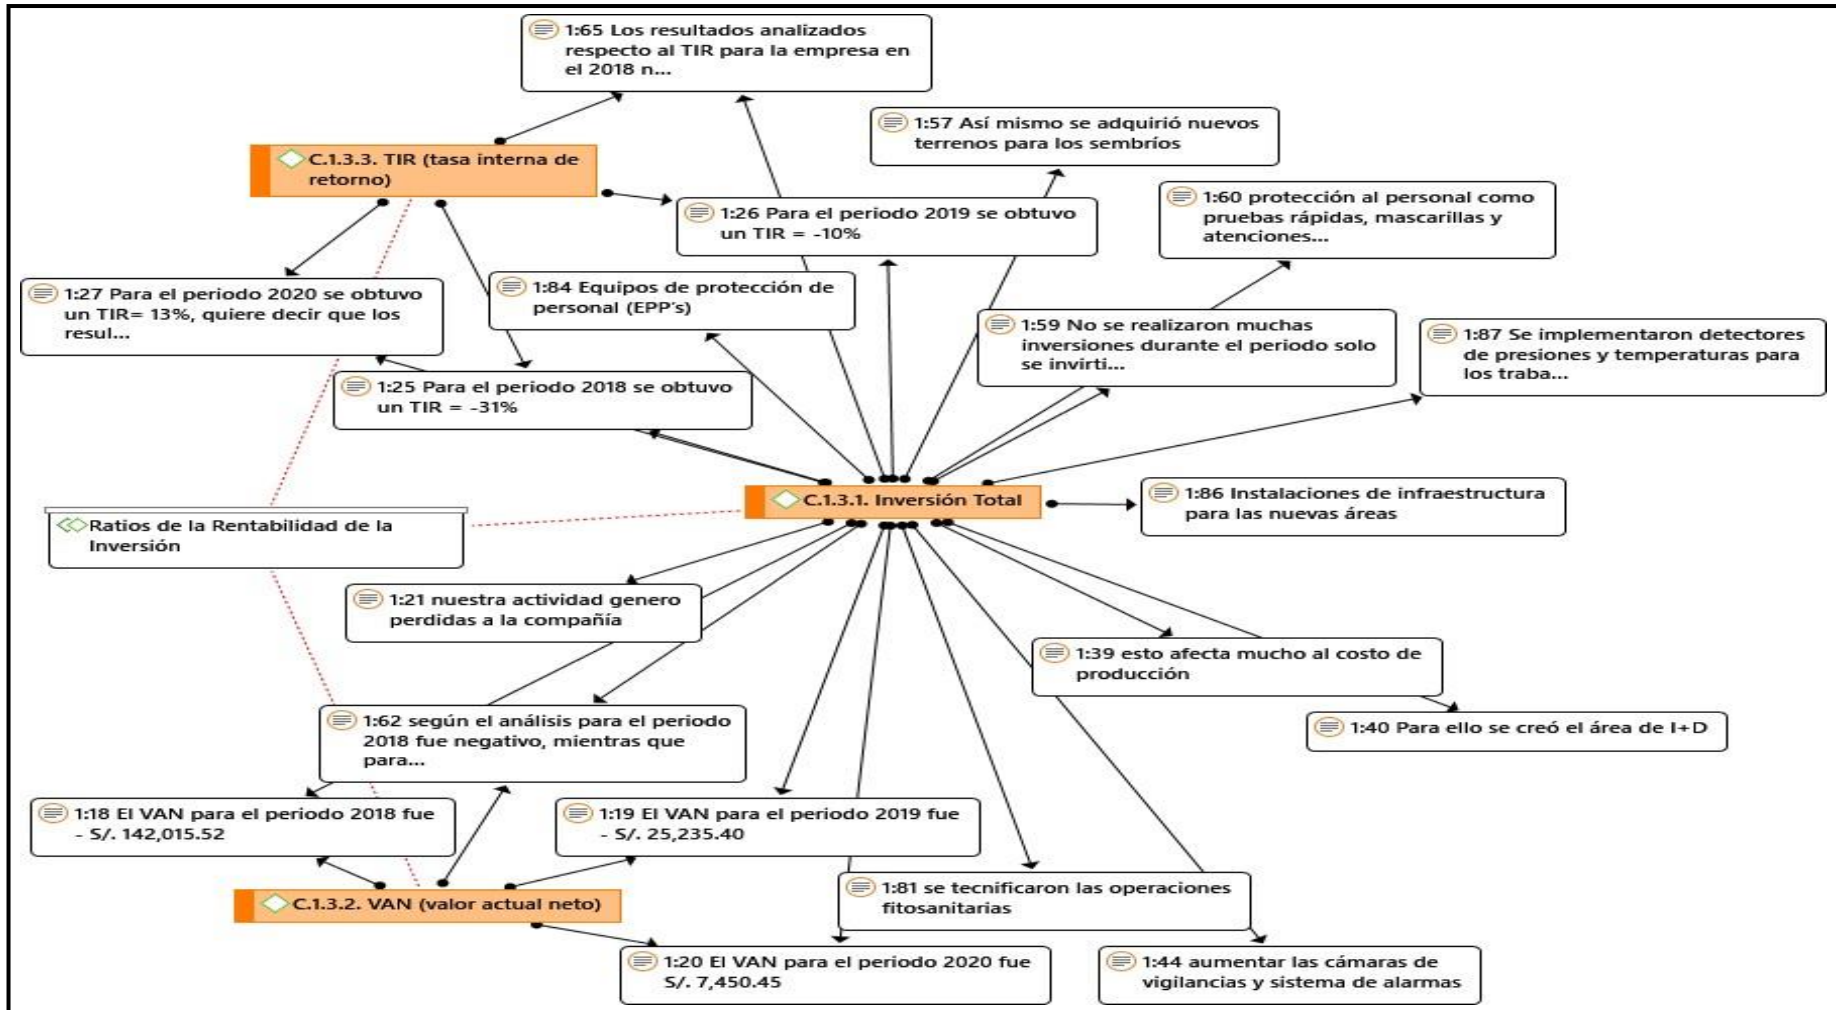 1:65 Los resultados analizados
respecto al TIR para la empresa en
el 2018 n...
1:57 Así mismo se adquirió nuevos
terrenos para los sembríos
C.1.3.3. TIR (tasa interna de
retorno)
1:60 protección al personal como
pruebas rápidas, mascarillas y
atenciones...
1:26 Para el periodo 2019 se obtuvo
un TIR = -10%
1:27 Para el periodo 2020 se obtuvo
un TIR= 13%, quiere decir que los
resul...
1:84 Equipos de protección de
personal (EPP's)
1:59 No se realizaron muchas
inversiones durante el periodo solo
se invirti...
1:87 Se implementaron detectores
de presiones y temperaturas para
los traba...
1:25 Para el periodo 2018 se obtuvo
un TIR = -31%
C.1.3.1. Inversión Total
1:86 Instalaciones de infraestructura
para las nuevas áreas
Ratios de la Rentabilidad de la
Inversión
1:21 nuestra actividad genero
perdidas a la compañía
1:39 esto afecta mucho al costo de
producción
1:62 según el análisis para el periodo
2018 fue negativo, mientras que
para...
1:40 Para ello se creó el área de I+D
1:18 El VAN para el periodo 2018 fue
- S/. 142,015.52
1:19 El VAN para el periodo 2019 fue
- S/. 25,235.40
1:81 se tecnificaron las operaciones
fitosanitarias
C.1.3.2. VAN (valor actual neto)
1:20 El VAN para el periodo 2020 fue
S/. 7,450.45
1:44 aumentar las cámaras de
vigilancias y sistema de alarmas